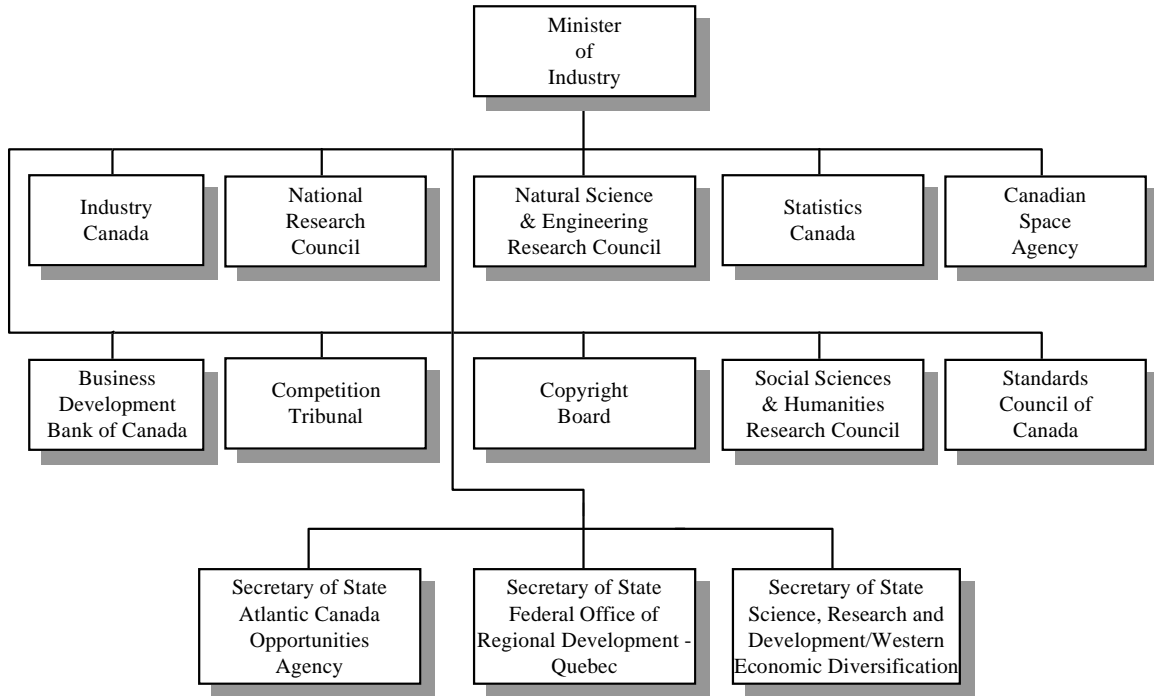 Minister
of
Industry
Industry
Canada
National
Research
Council
Natural Science
& Engineering
Research Council
Statistics
Canada
Canadian
Space
Agency
Business
Development
Bank of Canada
Competition
Tribunal
Copyright
Board
Social Sciences
& Humanities
Research Council
Standards
Council of
Canada
Secretary of State
Atlantic Canada
Opportunities
Agency
Secretary of State
Federal Office of
Regional Development -
Quebec
Secretary of State
Science, Research and
Development/Western
Economic Diversification